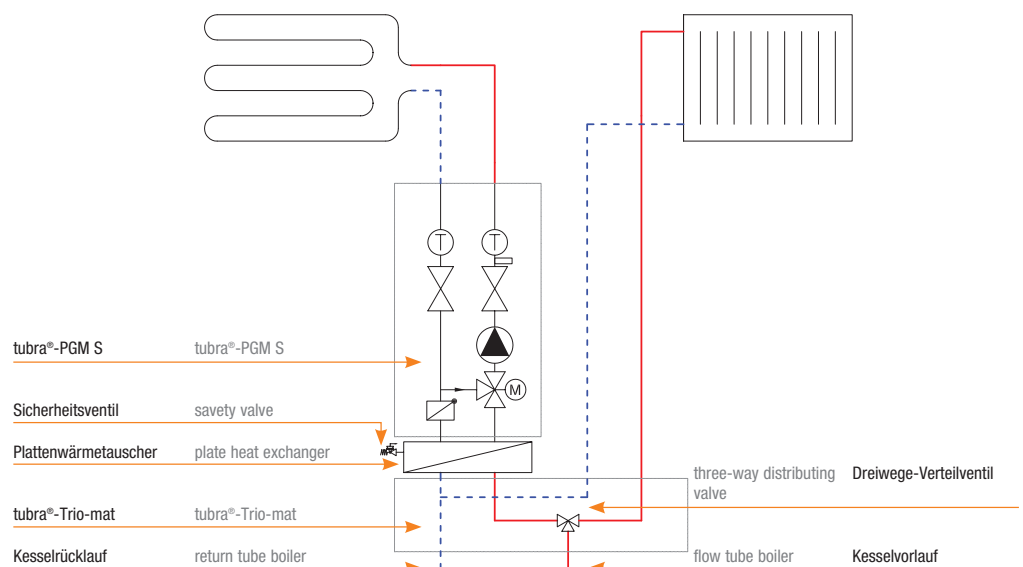 T T
M
tubra®-PGM S tubra®-PGM S
Sicherheitsventil savety valve
Plattenwärmetauscher plate heat exchanger
three-way distributing Dreiwege-Verteilventil
valve
tubra®-Trio-mat tubra®-Trio-mat
Kesselrücklauf return tube boiler flow tube boiler Kesselvorlauf